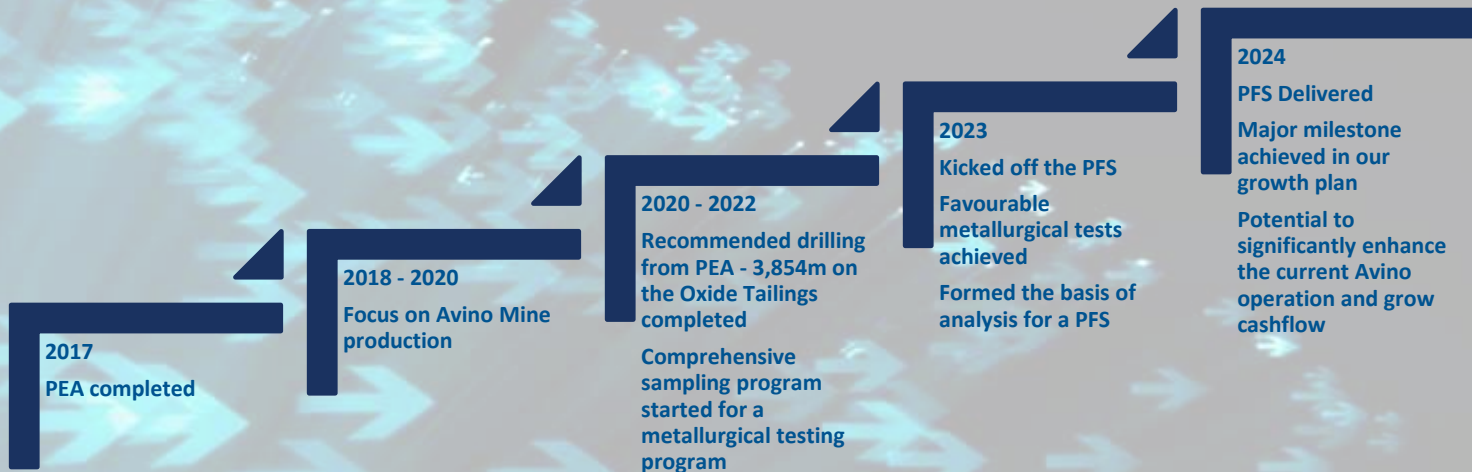 2017
PEA completed
2018 - 2020
Focus on Avino Mine
production
2020 - 2022
Recommended drilling
from PEA - 3,854m on
the Oxide Tailings
completed
Comprehensive
sampling program
started for a
metallurgical testing
program
2023
Kicked off the PFS
Favourable
metallurgical tests
achieved
Formed the basis of
analysis for a PFS
2024
PFS Delivered
Major milestone
achieved in our
growth plan
Potential to
significantly enhance
the current Avino
operation and grow
cashflow